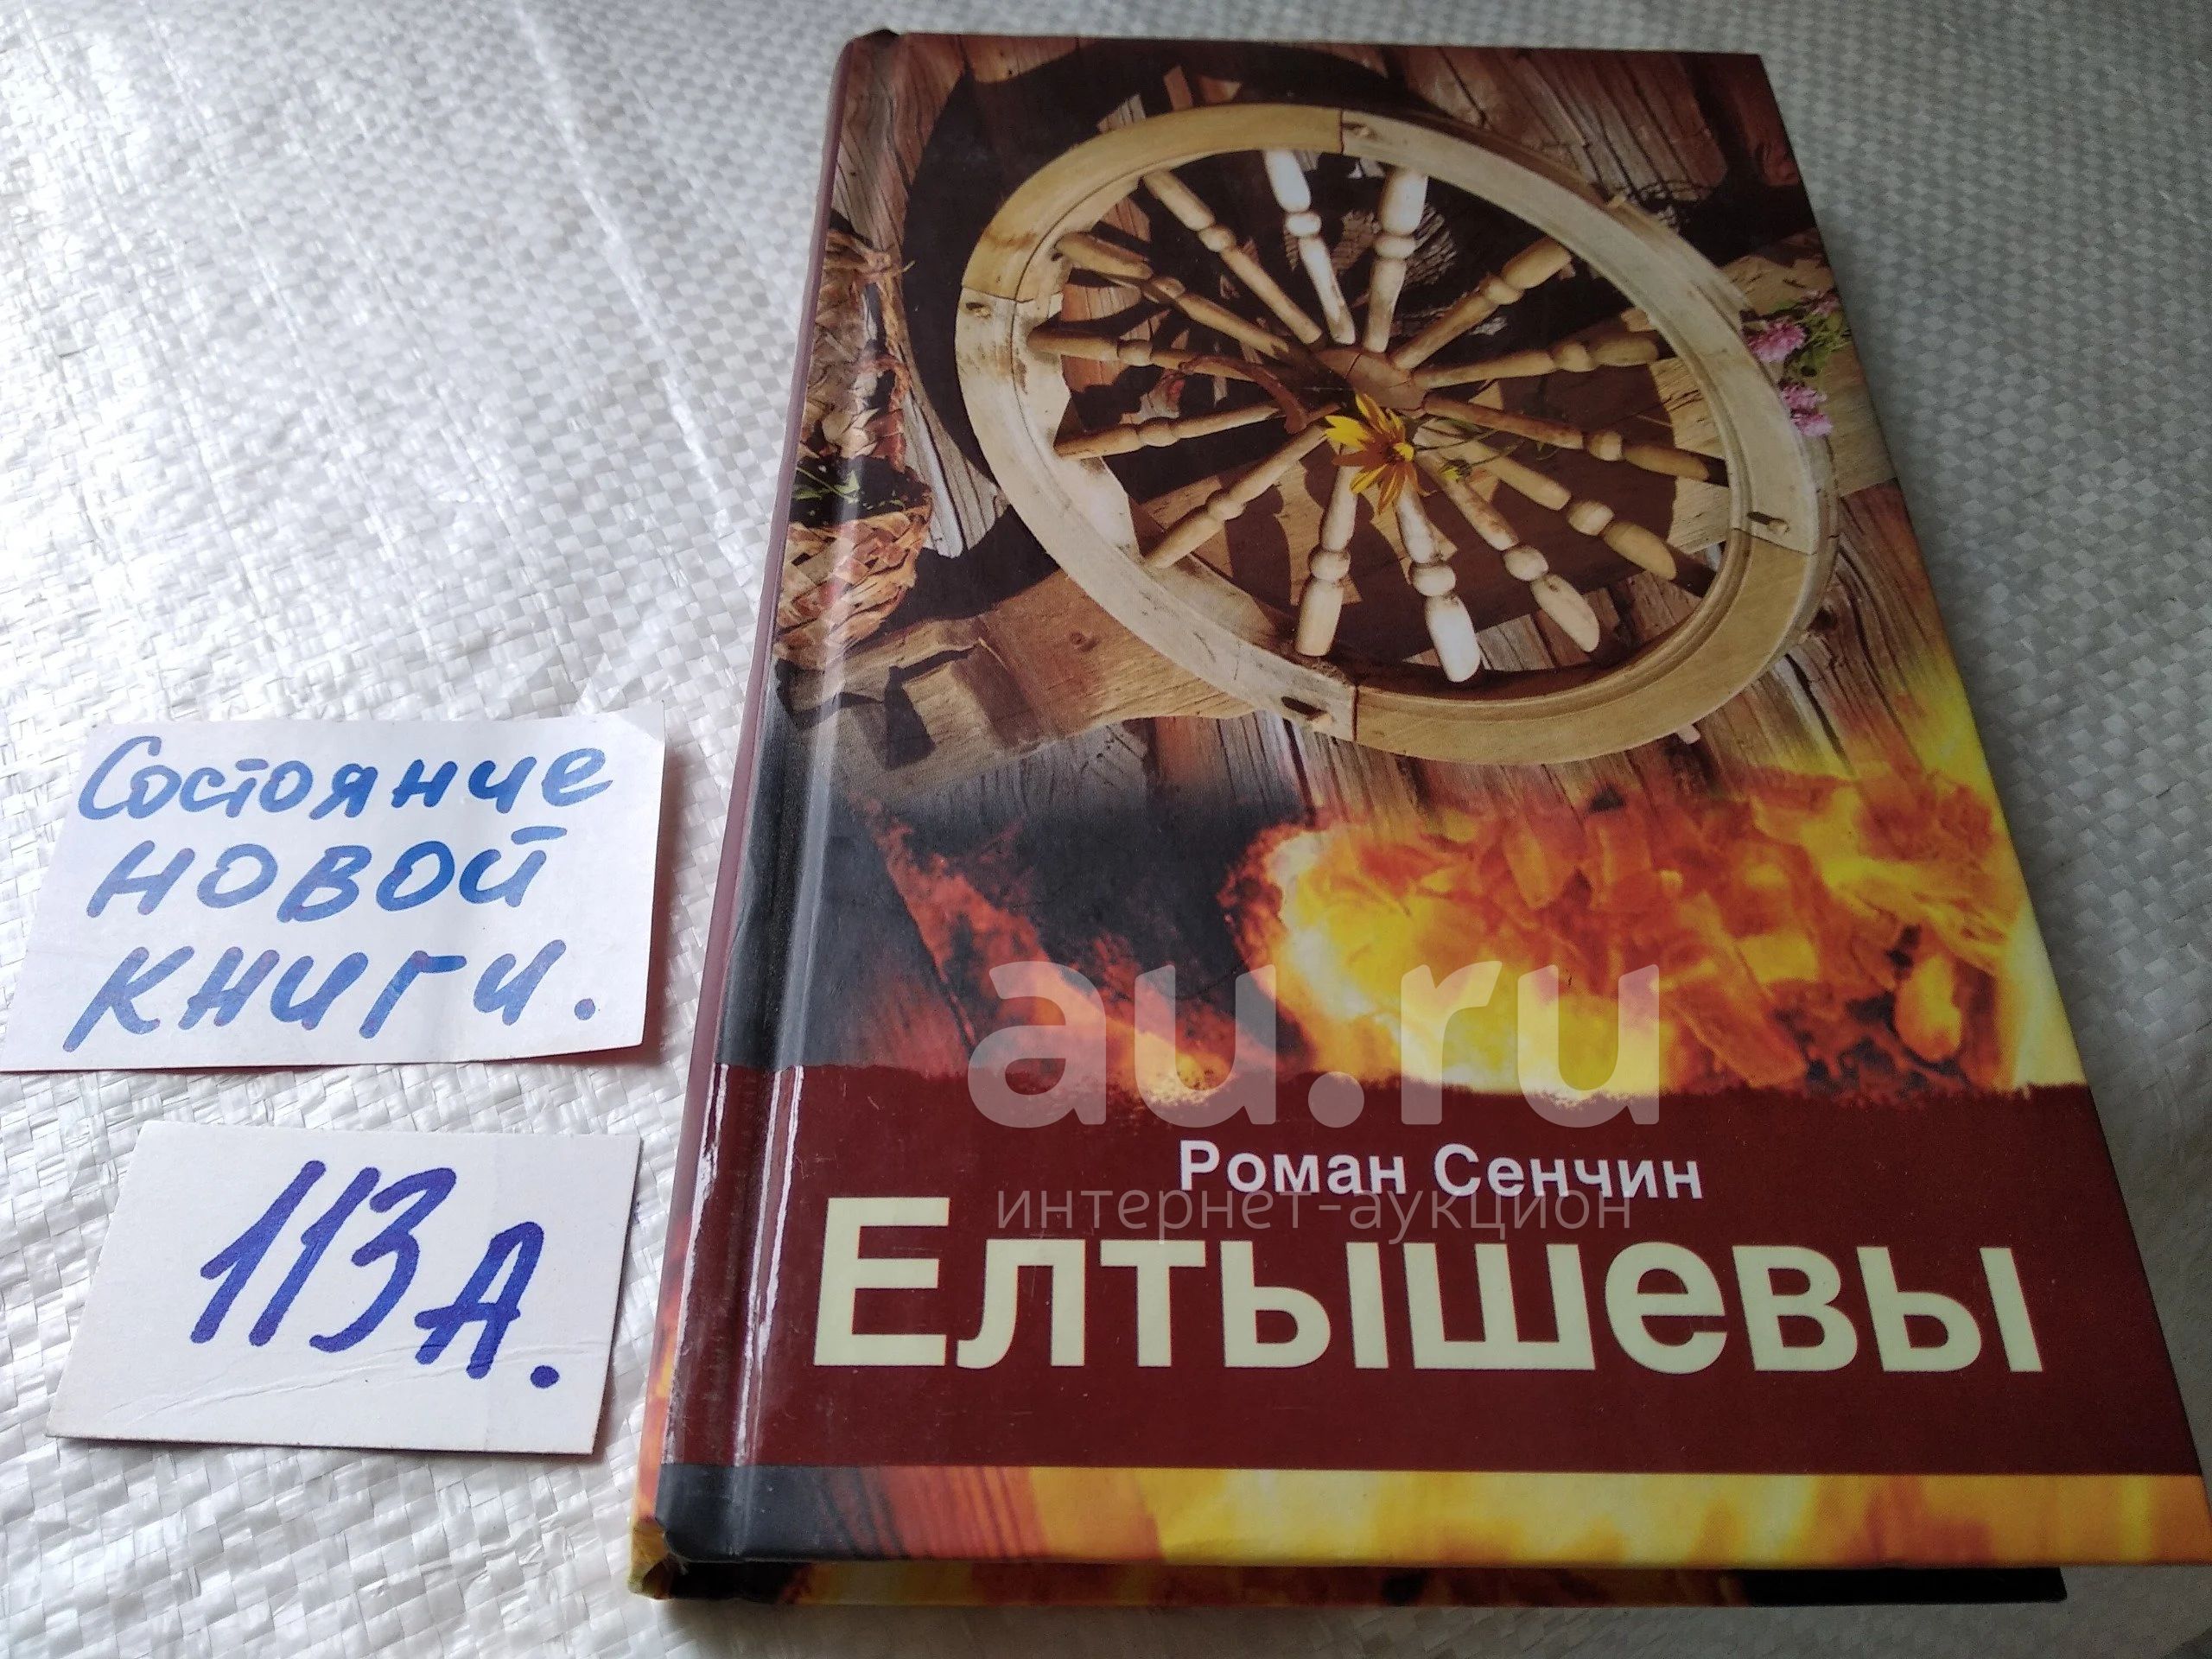 Состояние
новой
книги.
113А.
au.ru
Роман Сенчин
интернет-аукцион
Елтышевы